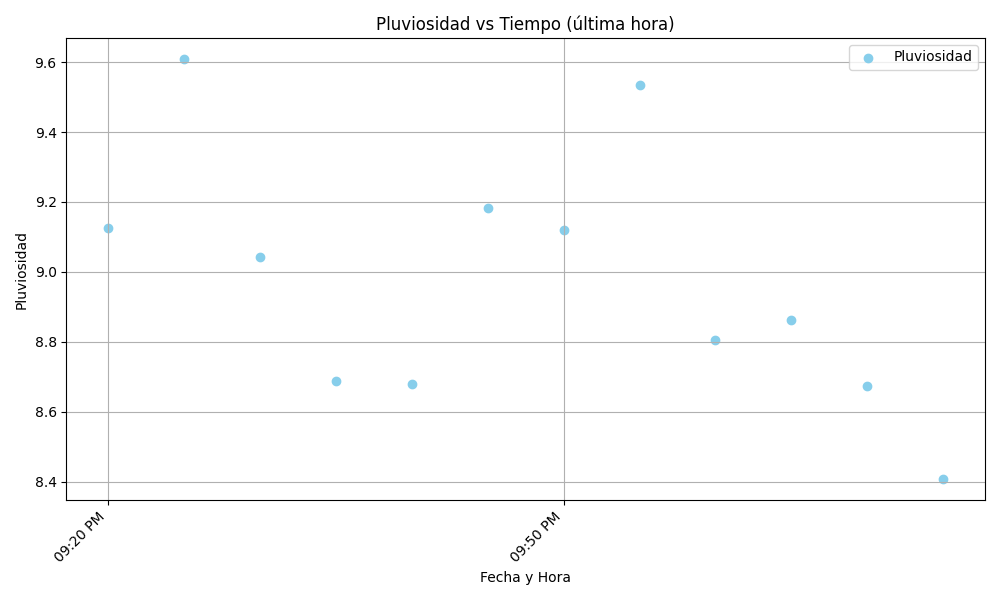 Pluviosidad vs Tiempo (última hora)
Pluviosidad
9.6
9.4
9.2
9.0
8.8
8.6
8.4
Pluviosidad
09:20 PM
09:50 PM
Fecha y Hora